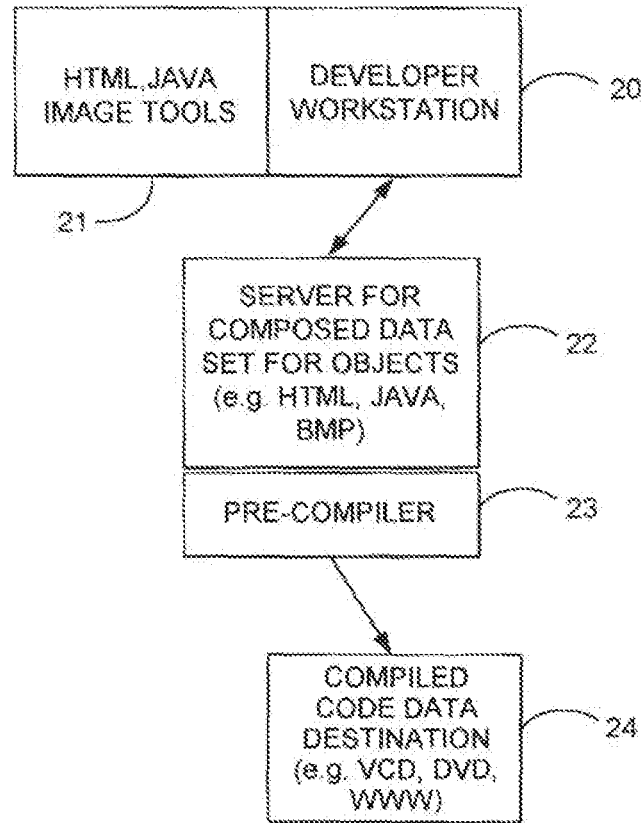 HTML,JAVA
IMAGE TOOLS
DEVELOPER
WORKSTATION
20
21
SERVER FOR
COMPOSED DATA
SET FOR OBJECTS
(e.g. HTML, JAVA,
BMP)
22
PRE-COMPILER
23
COMPILED
CODE DATA
DESTINATION
(e.g. VCD, DVD,
WWW)
24